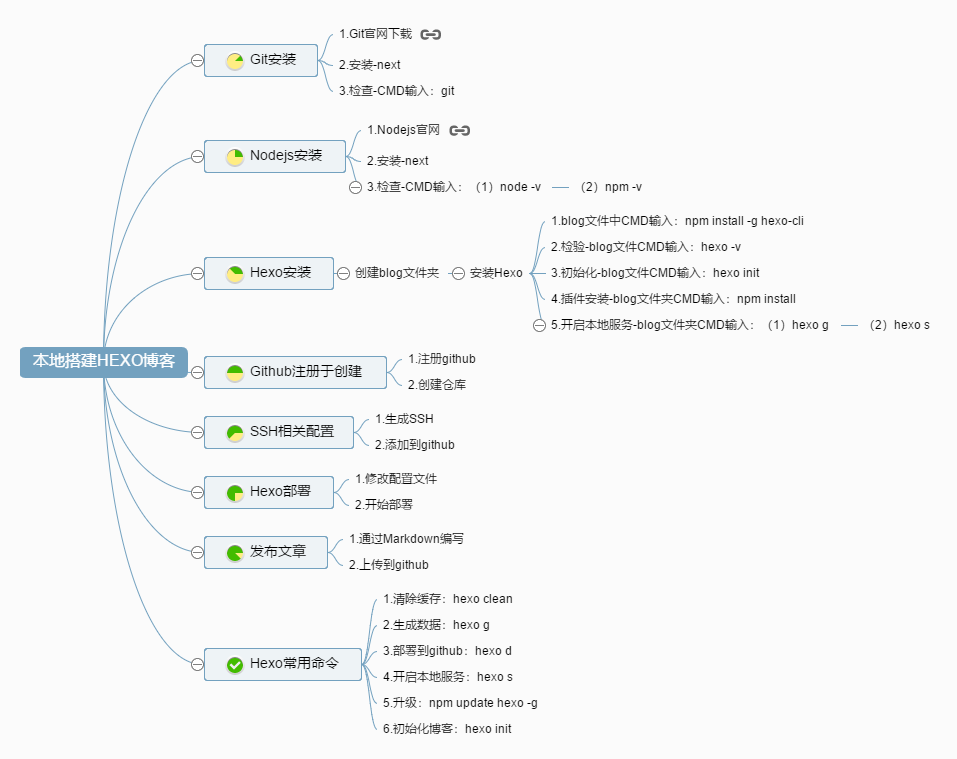 本地搭建HEXO博客
Git安装
1.Git官网下载
2.安装-next
3.检查-CMD输入：git
Nodejs安装
1.Nodejs官网
2.安装-next
3.检查-CMD输入：（1）node -v （2）npm -v
Hexo安装
创建blog文件夹
安装Hexo
1.blog文件中CMD输入：npm install -g hexo-cli
2.检验-blog文件CMD输入：hexo -v
3.初始化-blog文件CMD输入：hexo init
4.插件安装-blog文件夹CMD输入：npm install
5.开启本地服务-blog文件夹CMD输入：（1）hexo g （2）hexo s
Github注册于创建
1.注册github
2.创建仓库
SSH相关配置
1.生成SSH
2.添加到github
Hexo部署
1.修改配置文件
2.开始部署
发布文章
1.通过Markdown编写
2.上传到github
Hexo常用命令
1.清除缓存：hexo clean
2.生成数据：hexo g
3.部署到github：hexo d
4.开启本地服务：hexo s
5.升级：npm update hexo -g
6.初始化博客：hexo init